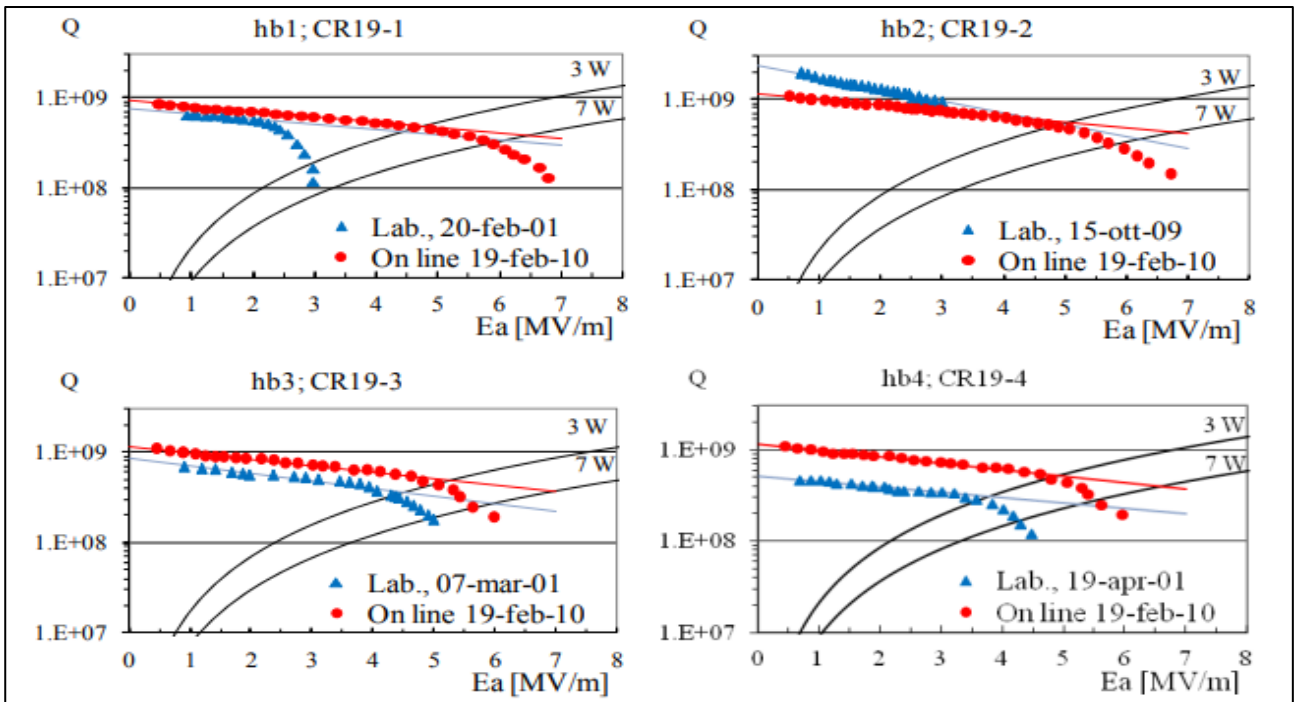 Q hb1; CR19-1
3 W
1.E+09
7 W
1.E+08
Lab., 20-feb-01
On line 19-feb-10
1.E+07
0 1 2 3 4 5 6 7 8
Ea [MV/m]
Q hb2; CR19-2
3 W
1.E+09
7 W
1.E+08
Lab., 15-ott-09
On line 19-feb-10
1.E+07
0 1 2 3 4 5 6 7 8
Ea [MV/m]
Q hb3; CR19-3
3 W
1.E+09
7 W
1.E+08
Lab., 07-mar-01
On line 19-feb-10
1.E+07
0 1 2 3 4 5 6 7 8
Ea [MV/m]
Q hb4; CR19-4
3 W
1.E+09
7 W
1.E+08
Lab., 19-apr-01
On line 19-feb-10
1.E+07
0 1 2 3 4 5 6 7 8
Ea [MV/m]